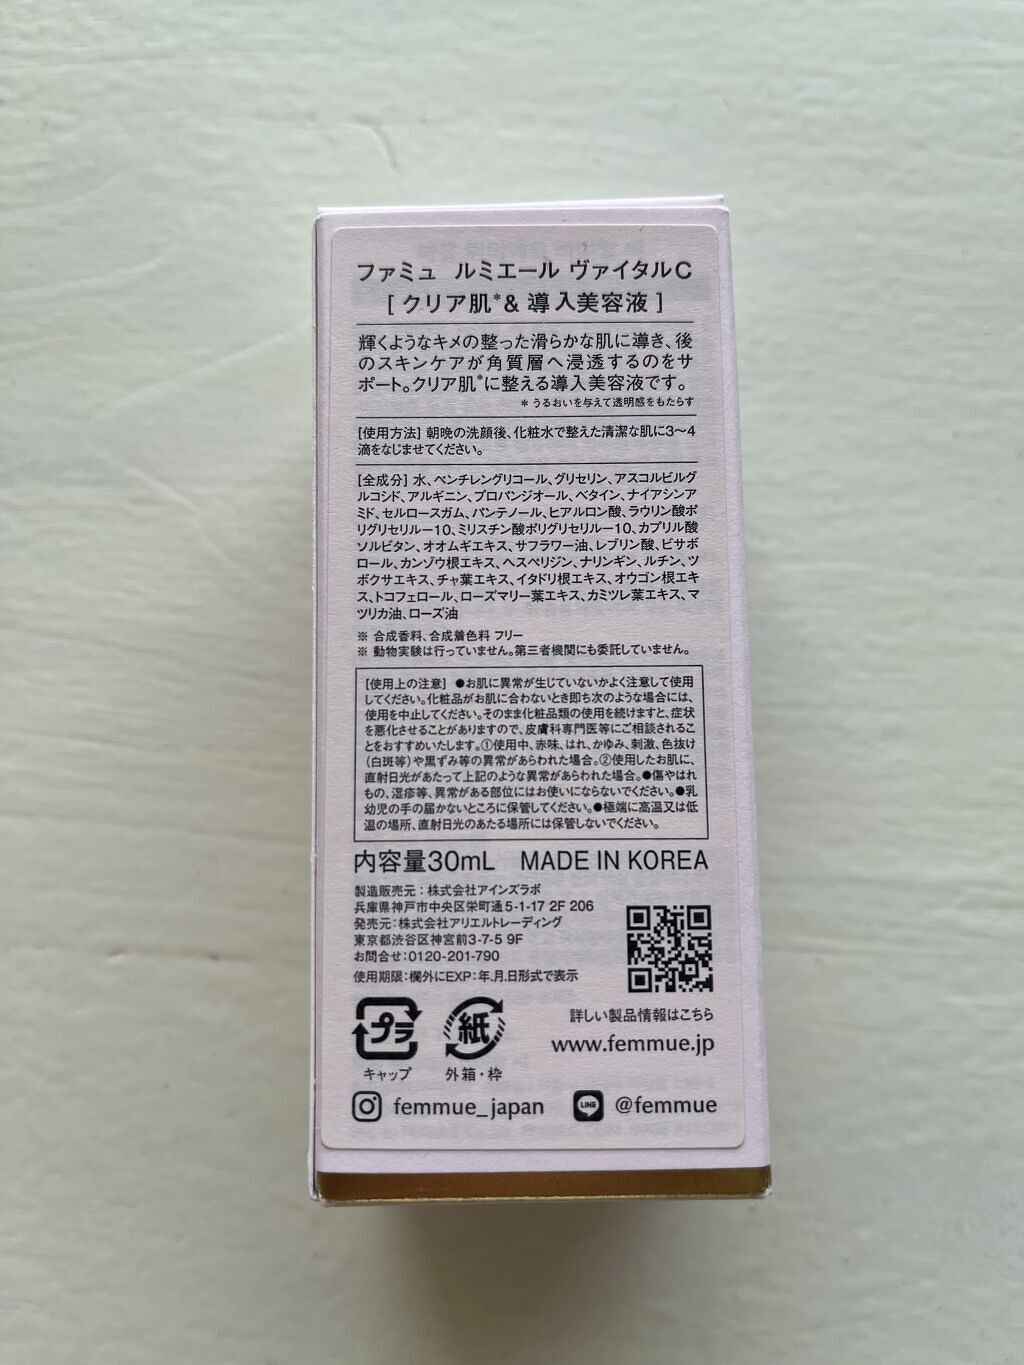 ファミュ ルミエール ヴァイタルC
[ クリア肌*& 導入美容液 ]
輝くようなキメの整った滑らかな肌に導き、後
のスキンケアが角質層へ浸透するのをサ
ポート。クリア肌*に整える導入美容液です。
* うるおいを与えて透明感をもたらす
[使用方法] 朝晩の洗顔後、化粧水で整えた清潔な肌に3〜4
滴をなじませてください。
[全成分] 水、ペンチレングリコール、グリセリン、アスコルビルグ
ルコシド、アルギニン、プロパンジオール、ベタイン、ナイアシンア
ミド、セルロースガム、パンテノール、ヒアルロン酸、ラウリン酸ポ
リグリセリル－10、ミリスチン酸ポリグリセリル－10、カプリル酸
ソルビタン、オオムギエキス、サフラワー油、レブリン酸、ビサボ
ロール、カンゾウ根エキス、ヘスペリジン、ナリンギン、ルチン、ツ
ボクサエキス、チャ葉エキス、イタドリ根エキス、オウゴン根エキ
ス、トコフェロール、ローズマリー葉エキス、カミツレ葉エキス、マ
ツリカ油、ローズ油
※ 合成香料、合成着色料 フリー
※ 動物実験は行っていません。第三者機関にも委託していません。
[使用上の注意] ●お肌に異常が生じていないかよく注意して使用
してください。化粧品がお肌に合わないとき即ち次のような場合には、
使用を中止してください。そのまま化粧品類の使用を続けますと、症状
を悪化させることがありますので、皮膚科専門医等にご相談されるこ
とをおすすめいたします。①使用中、赤味、はれ、かゆみ、刺激、色抜け
（白斑等）や黒ずみ等の異常があらわれた場合。②使用したお肌に、
直射日光があたって上記のような異常があらわれた場合。●傷やはれ
もの、湿疹等、異常がある部位にはお使いにならないでください。●乳
幼児の手の届かないところに保管してください。●極端に高温又は低
温の場所、直射日光のあたる場所には保管しないでください。
内容量30mL MADE IN KOREA
製造販売元：株式会社アインズラボ
兵庫県神戸市中央区栄町通5-1-17 2F 206
発売元：株式会社アリエルトレーディング
東京都渋谷区神宮前3-7-5 9F
お問合せ：0120-201-790
使用期限：欄外にEXP：年.月.日形式で表示
プラ
紙
詳しい製品情報はこちら
www.femmue.jp
キャップ
外箱・枠
femmue_japan
LINE
@femmue